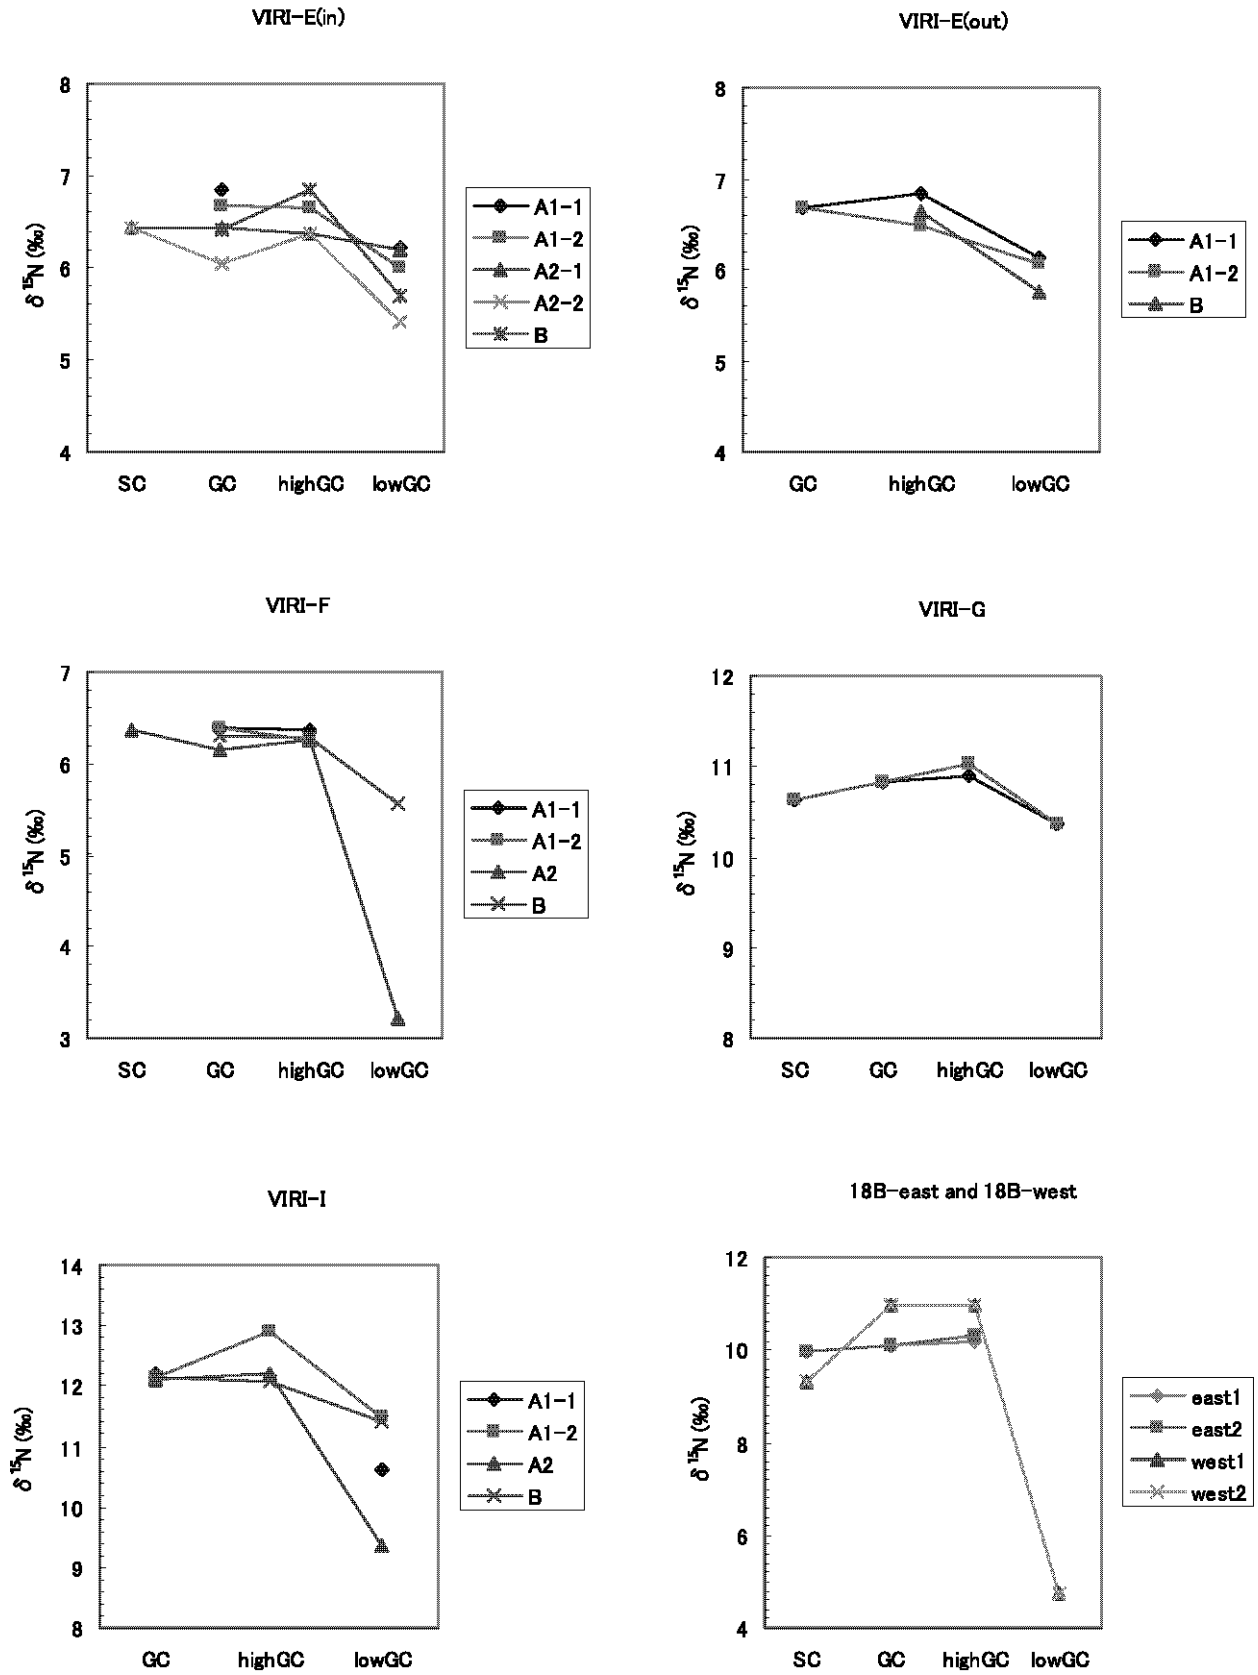 VIRI-E(in)
8
7
6
5
4
δ ¹⁵N (‰)
SC GC highGC lowGC
A1-1
A1-2
A2-1
A2-2
B
VIRI-E(out)
8
7
6
5
4
δ ¹⁵N (‰)
GC highGC lowGC
A1-1
A1-2
B
VIRI-F
7
6
5
4
3
δ ¹⁵N (‰)
SC GC highGC lowGC
A1-1
A1-2
A2
B
VIRI-G
12
11
10
9
8
δ ¹⁵N (‰)
SC GC highGC lowGC
VIRI-I
14
13
12
11
10
9
8
δ ¹⁵N (‰)
GC highGC lowGC
A1-1
A1-2
A2
B
18B-east and 18B-west
12
10
8
6
4
δ ¹⁵N (‰)
SC GC highGC lowGC
east1
east2
west1
west2